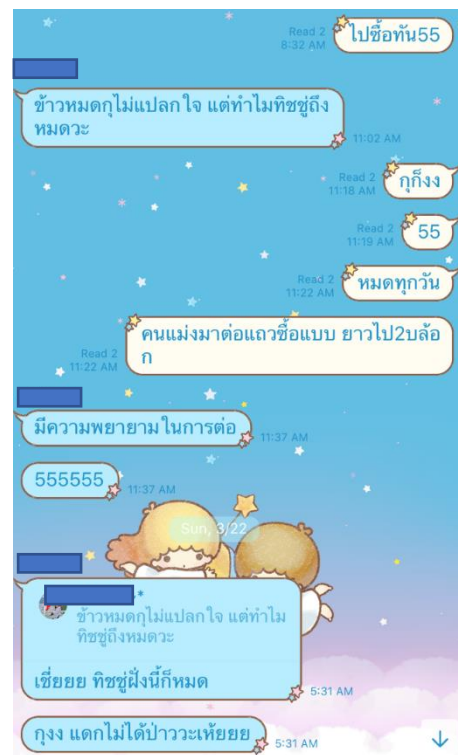 Read 2
8:32 AM
ไปซื้อทัน55
ข้าวหมดกุไม่แปลกใจ แต่ทำไมทิชชู่ถึง
หมดวะ
11:02 AM
Read 2
11:18 AM
กุก็งง
Read 2
11:19 AM
55
Read 2
11:22 AM
หมดทุกวัน
คนแม่งมาต่อแถวซื้อแบบ ยาวไป2บล้อ
ก
Read 2
11:22 AM
มีความพยายามในการต่อ
11:37 AM
555555
11:37 AM
Sun, 3/22
ข้าวหมดกุไม่แปลกใจ แต่ทำไม
ทิชชู่ถึงหมดวะ
เชี่ยยย ทิชชู่ฝั่งนี้ก็หมด
5:31 AM
กุงง แดกไม่ได้ป่าววะเห้ยยย
5:31 AM